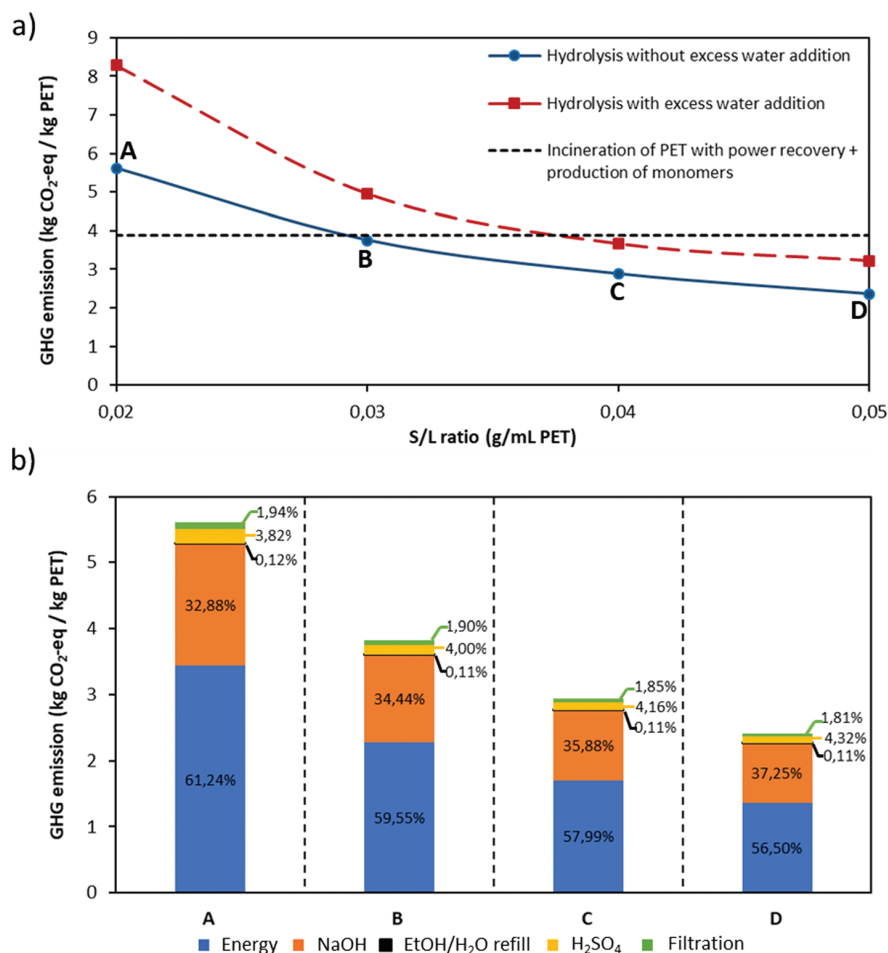 a)
9
8
7
6
5
4
3
2
1
0
GHG emission (kg CO₂-eq / kg PET)
Hydrolysis without excess water addition
Hydrolysis with excess water addition
Incineration of PET with power recovery +
production of monomers
A
B
C
D
0,02 0,03 0,04 0,05
S/L ratio (g/mL PET)
b)
6
5
4
3
2
1
0
GHG emission (kg CO₂-eq / kg PET)
1,94%
3,82%
0,12%
32,88%
61,24%
1,90%
4,00%
0,11%
34,44%
59,55%
1,85%
4,16%
0,11%
35,88%
57,99%
1,81%
4,32%
0,11%
37,25%
56,50%
A B C D
Energy NaOH EtOH/H₂O refill H₂SO₄ Filtration